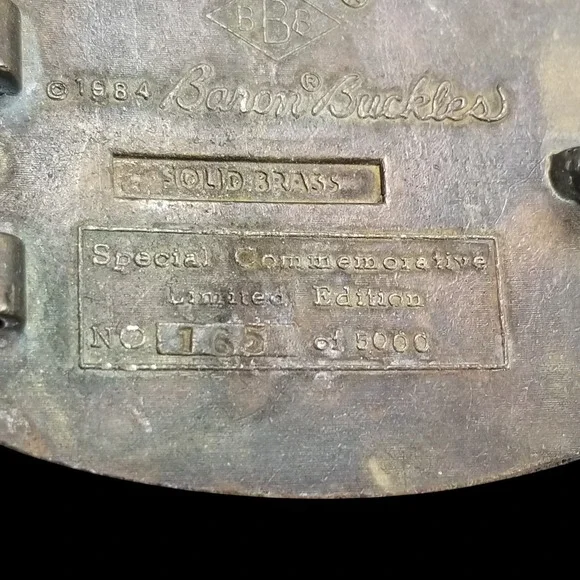 BBB®
©1984 Baron® Buckles
SOLID BRASS
Special Commemorative
Limited Edition
NO 165 of 5000